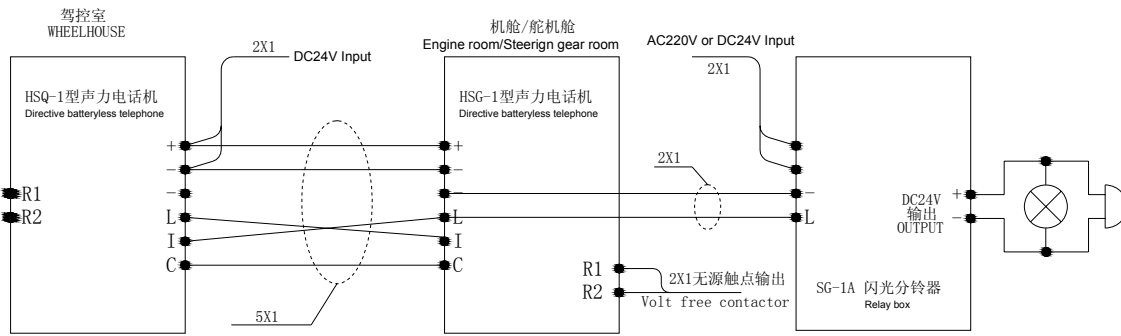 驾控室
WHEELHOUSE
2X1
DC24V Input
HSQ-1型声力电话机
Directive batteryless telephone
+
-
-
L
I
C
R1
R2
5X1
机舱/舵机舱
Engine room/Steerign gear room
HSG-1型声力电话机
Directive batteryless telephone
+
-
-
L
I
C
R1
R2
2X1无源触点输出
Volt free contactor
2X1
AC220V or DC24V Input
2X1
-
L
DC24V
输出
OUTPUT
+
-
SG-1A 闪光分铃器
Relay box